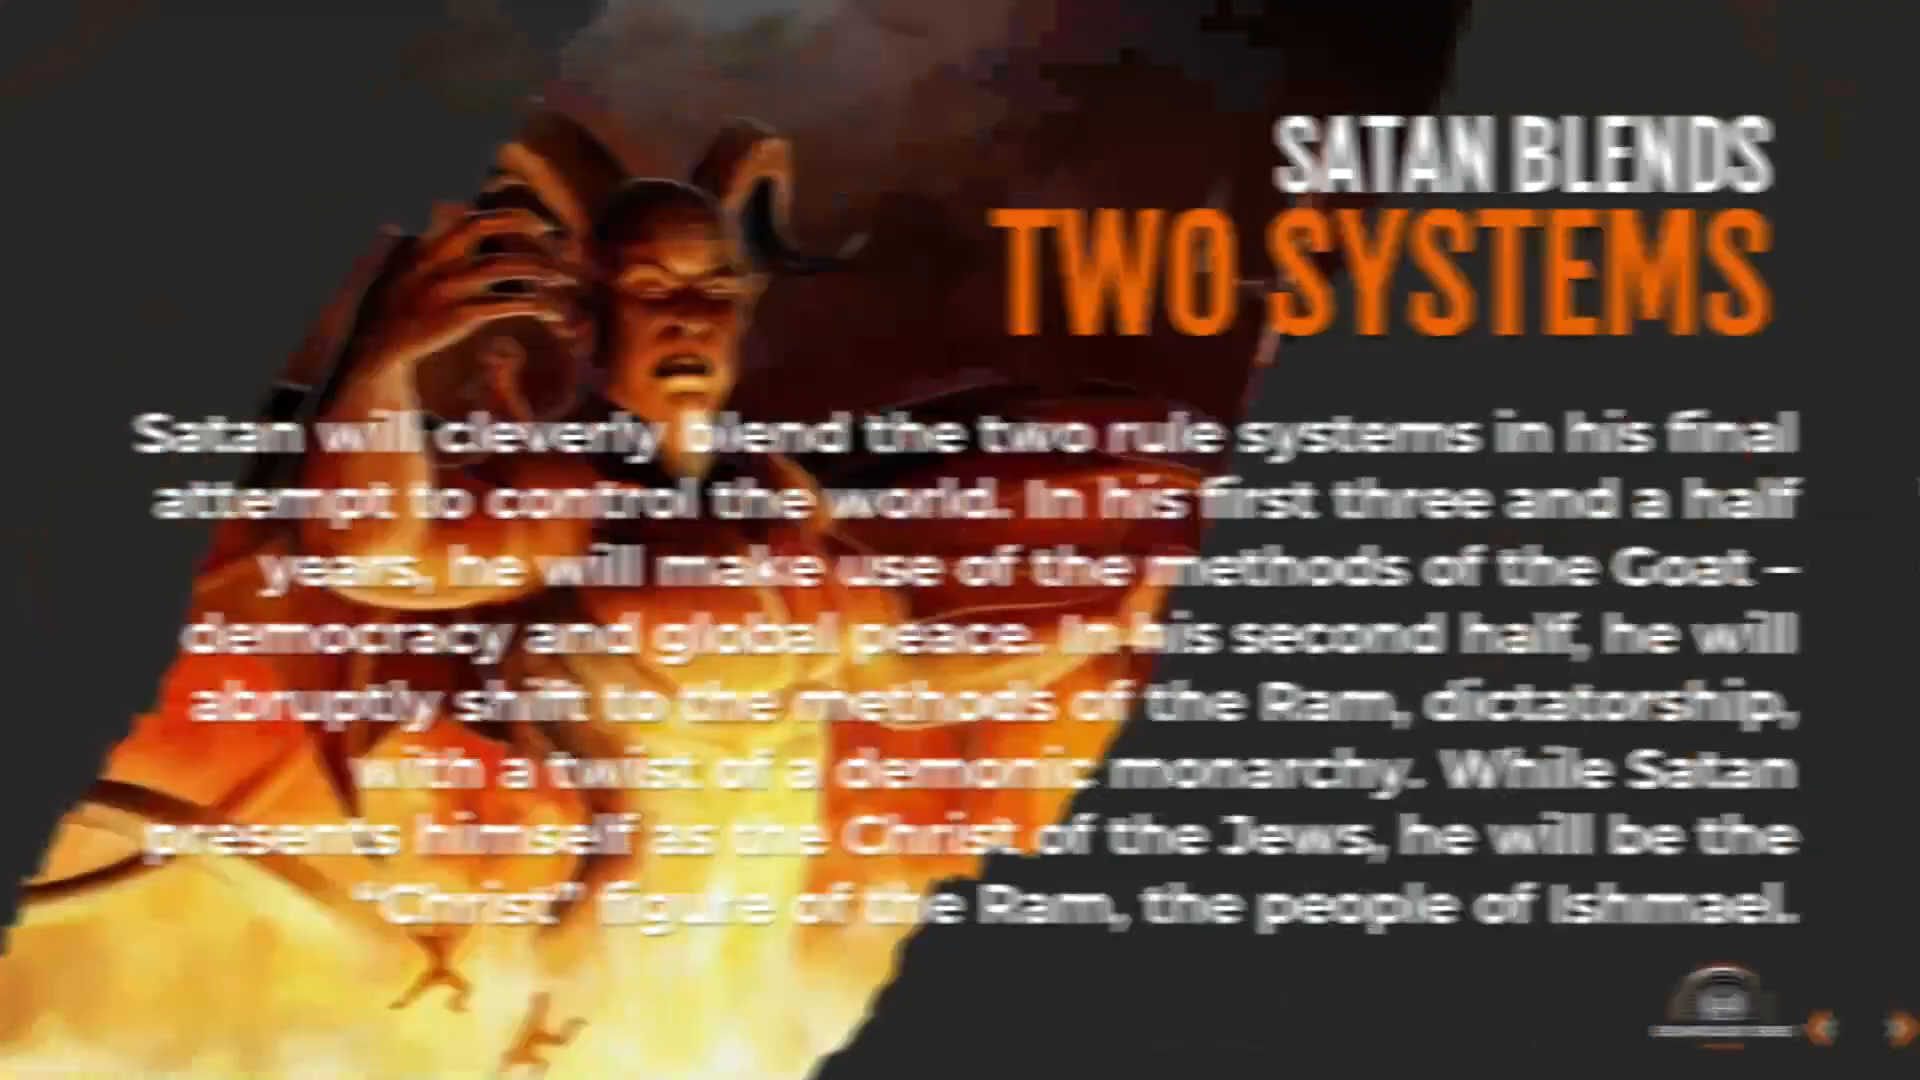 SATAN BLENDS
TWO SYSTEMS
Satan will cleverly blend the two rule systems in his final
attempt to control the world. In his first three and a half
years, he will make use of the methods of the Goat –
democracy and global peace. In his second half, he will
abruptly shift to the methods of the Ram, dictatorship,
with a twist of a demonic monarchy. While Satan
presents himself as the Christ of the Jews, he will be the
"Christ" figure of the Ram, the people of Ishmael.